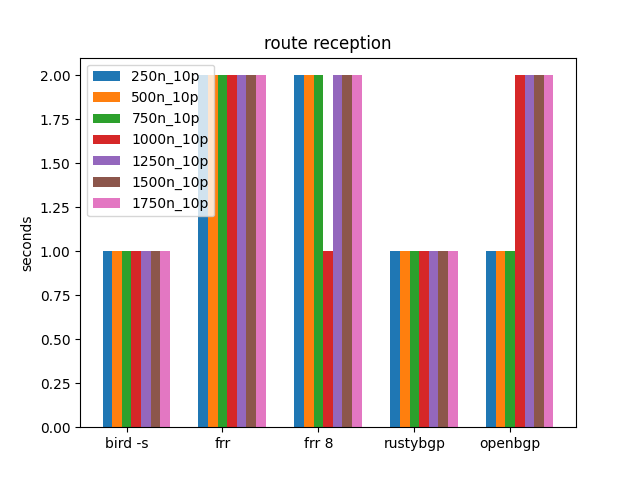 route reception
250n_10p
500n_10p
750n_10p
1000n_10p
1250n_10p
1500n_10p
1750n_10p
seconds
2.00
1.75
1.50
1.25
1.00
0.75
0.50
0.25
0.00
bird -s frr frr 8 rustybgp openbgp